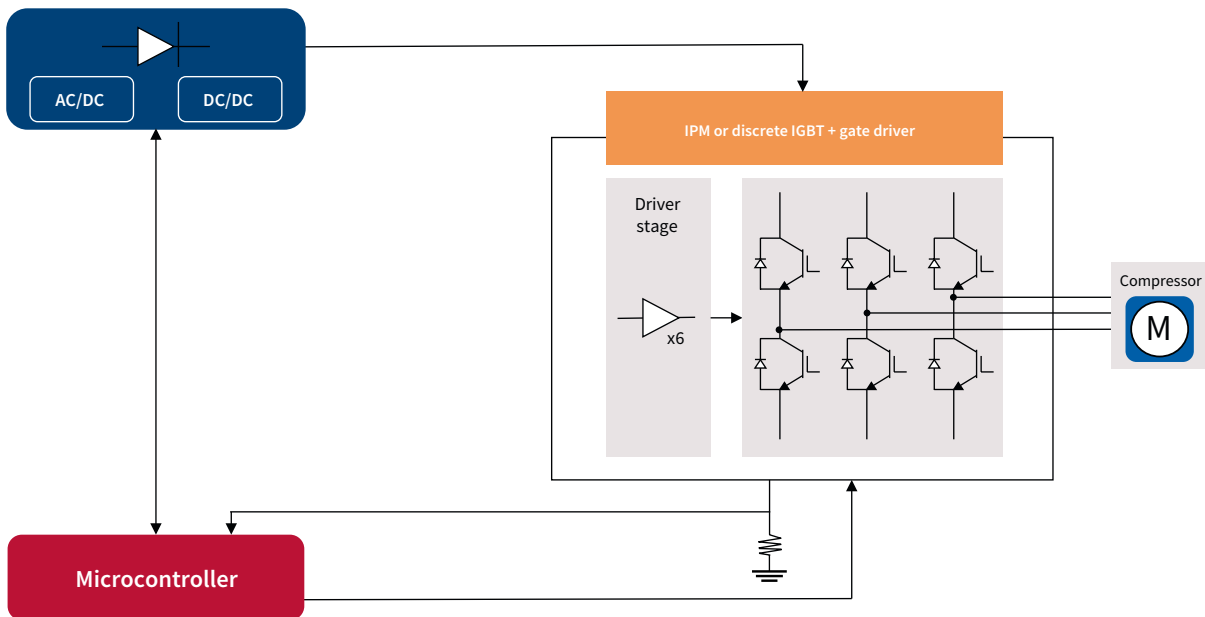 AC/DC
DC/DC
IPM or discrete IGBT + gate driver
Driver
stage
x6
Compressor
M
Microcontroller